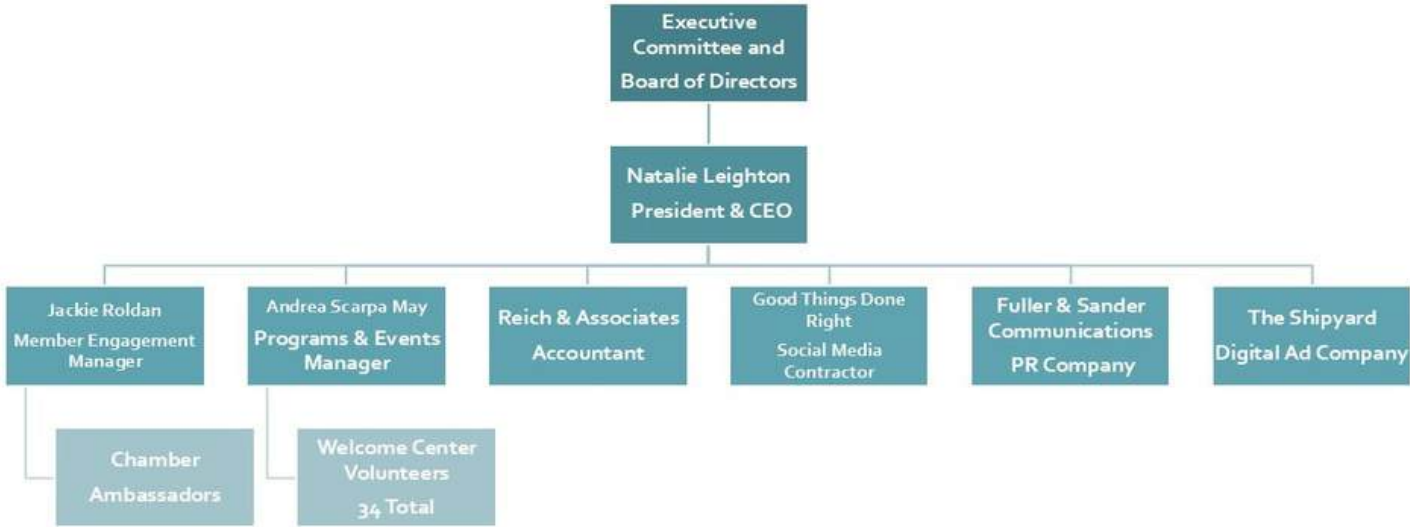 Executive
Committee and
Board of Directors
Natalie Leighton
President & CEO
Jackie Roldan
Member Engagement
Manager
Andrea Scarpa May
Programs & Events
Manager
Reich & Associates
Accountant
Good Things Done
Right
Social Media
Contractor
Fuller & Sander
Communications
PR Company
The Shipyard
Digital Ad Company
Chamber
Ambassadors
Welcome Center
Volunteers
34 Total